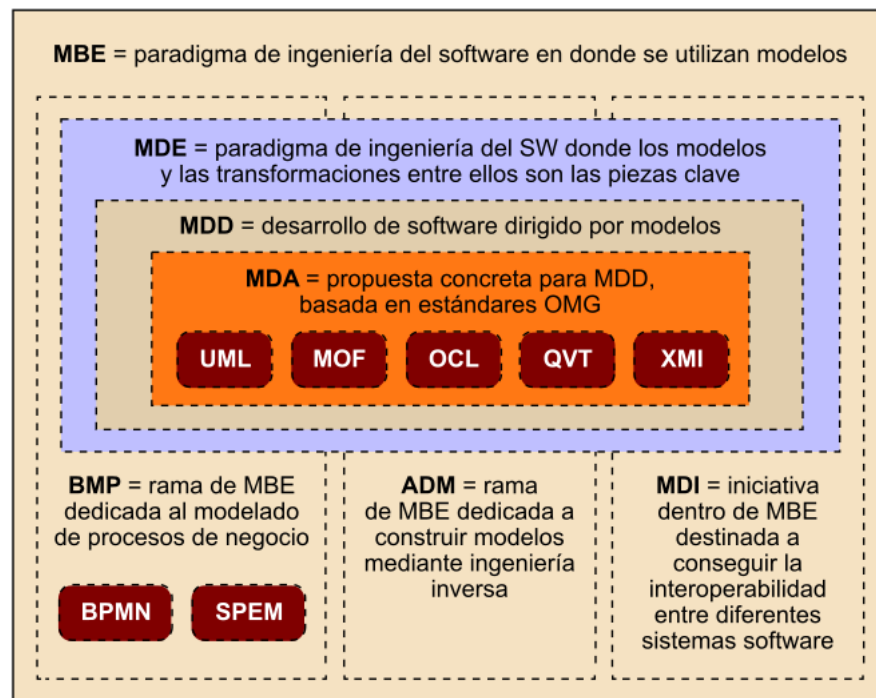 MBE = paradigma de ingeniería del software en donde se utilizan modelos
MDE = paradigma de ingeniería del SW donde los modelos
y las transformaciones entre ellos son las piezas clave
MDD = desarrollo de software dirigido por modelos
MDA = propuesta concreta para MDD,
basada en estándares OMG
UML
MOF
OCL
QVT
XMI
BMP = rama de MBE
dedicada al modelado
de procesos de negocio
BPMN
SPEM
ADM = rama
de MBE dedicada a
construir modelos
mediante ingeniería
inversa
MDI = iniciativa
dentro de MBE
destinada a
conseguir la
interoperabilidad
entre diferentes
sistemas software